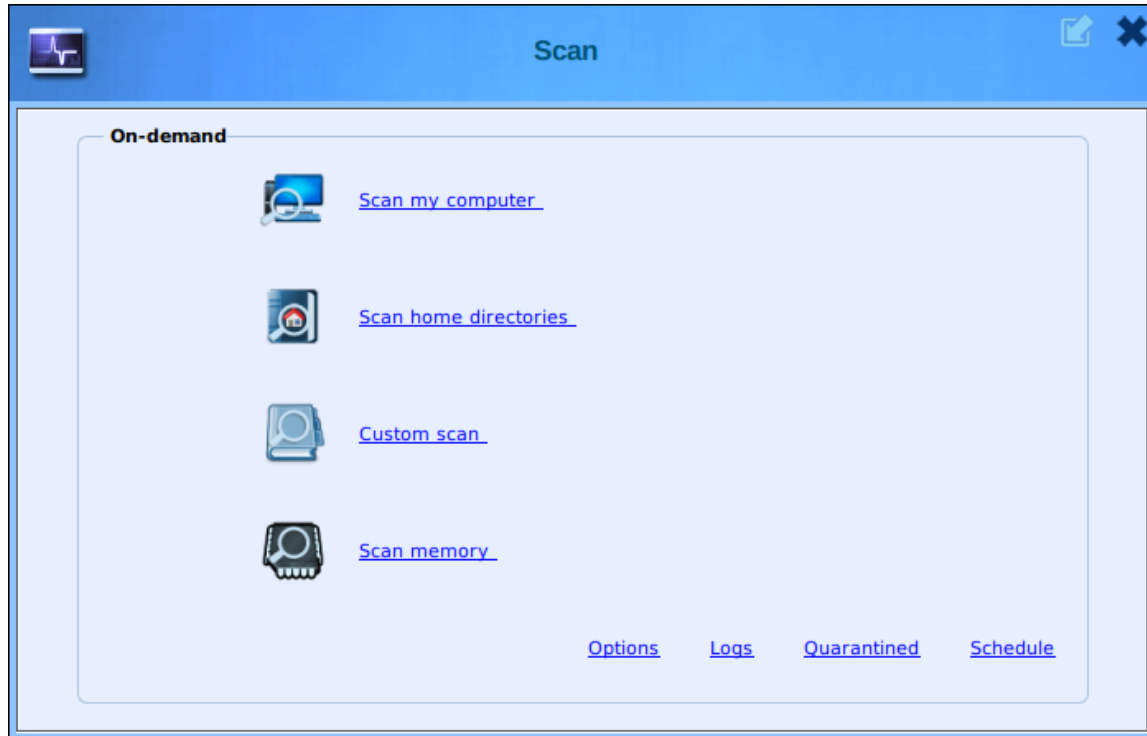 Scan
On-demand
Scan my computer
Scan home directories
Custom scan
Scan memory
Options Logs Quarantined Schedule